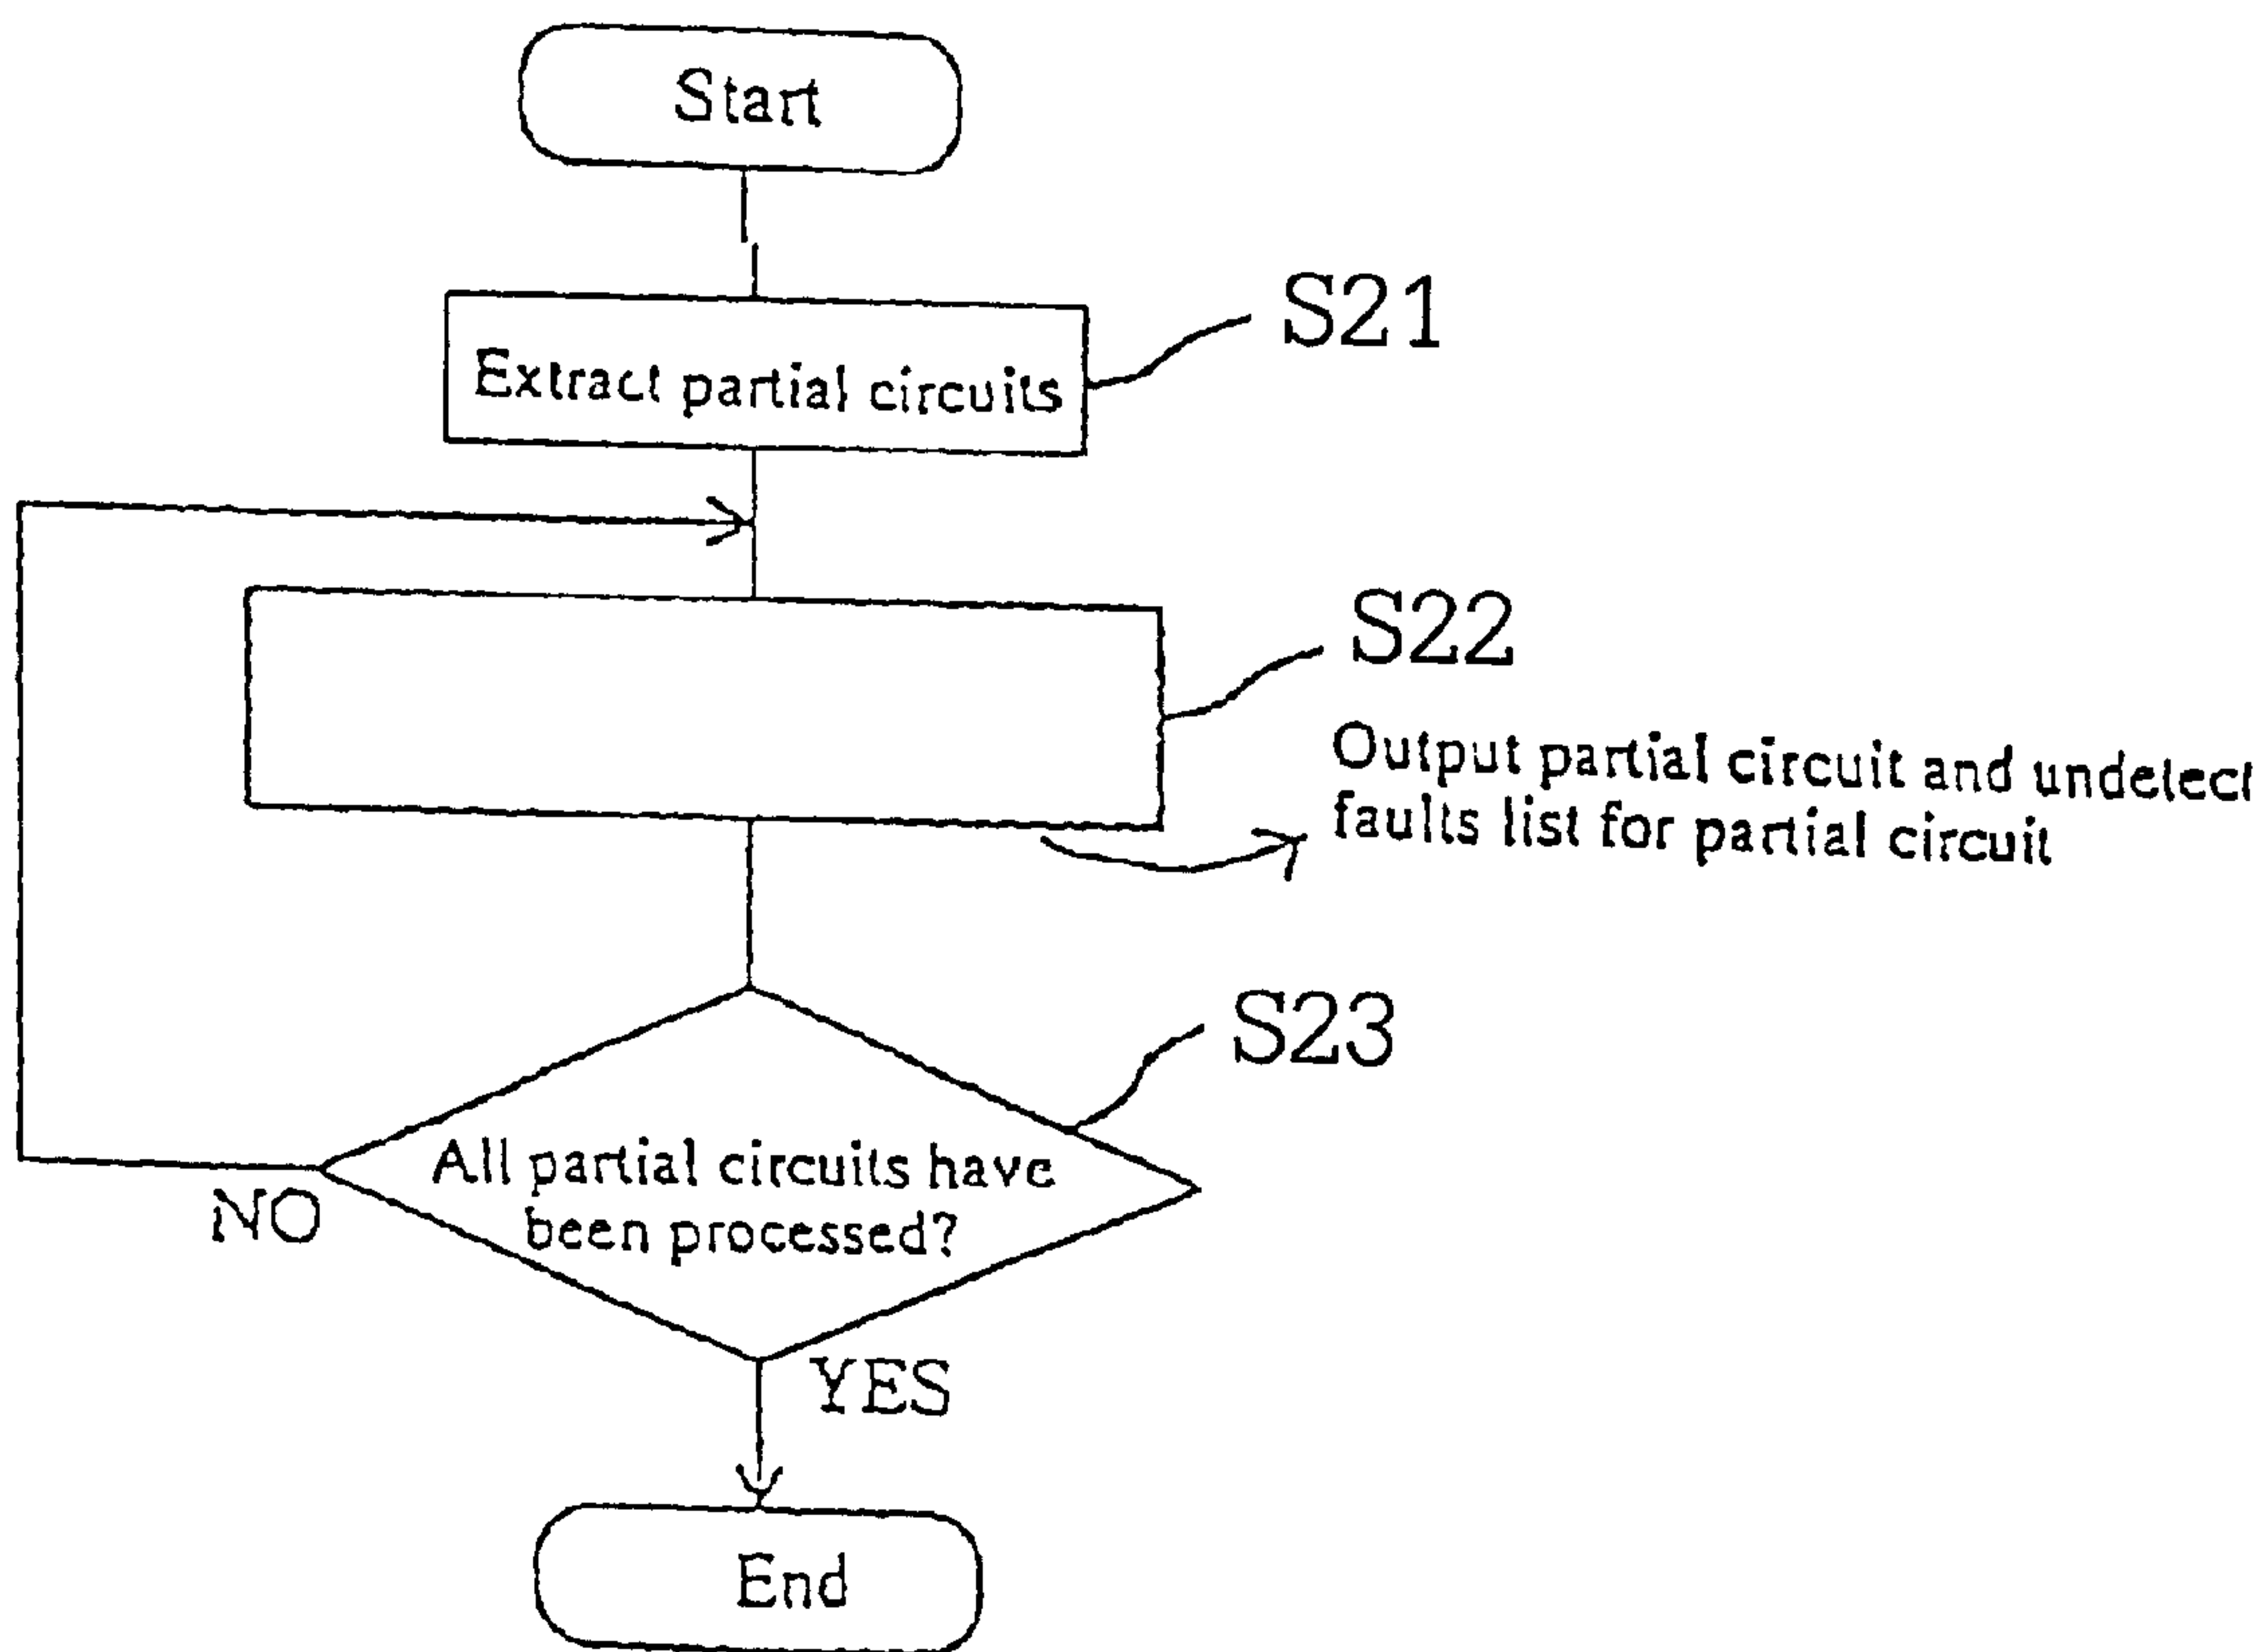 Start
S21
Extract partial circuits
S22
Output partial circuit and undetect
faults list for partial circuit
S23
All partial circuits have
been processed?
NO
YES
End